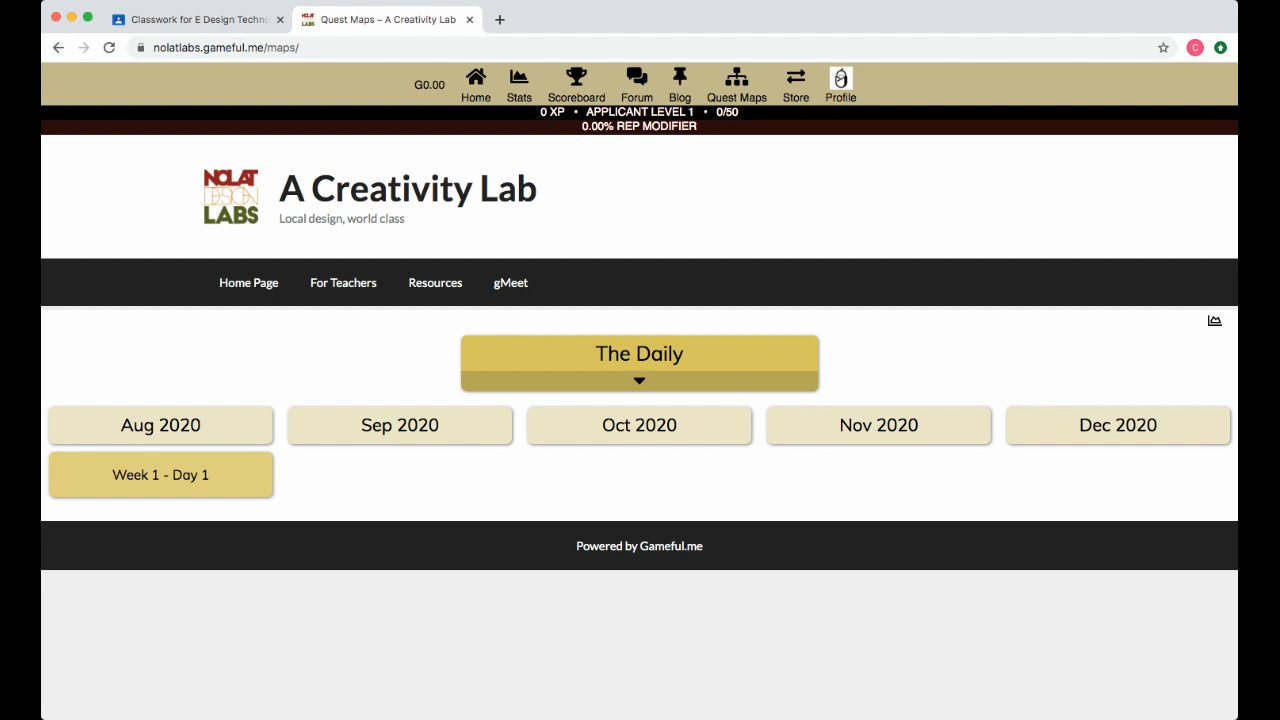 Classwork for E Design Techno
Quest Maps – A Creativity Lab
nolatlabs.gameful.me/maps/
C
G0.00
Home
Stats
Scoreboard
Forum
Blog
Quest Maps
Store
Profile
0 XP • APPLICANT LEVEL 1 • 0/50
0.00% REP MODIFIER
NOLAT
DESIGN
LABS
A Creativity Lab
Local design, world class
Home Page
For Teachers
Resources
gMeet
The Daily
Aug 2020
Sep 2020
Oct 2020
Nov 2020
Dec 2020
Week 1 - Day 1
Powered by Gameful.me